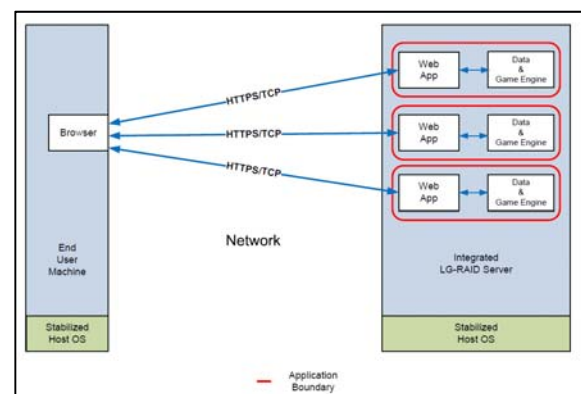 Web
App
Data
&
Game Engine
HTTPS/TCP
Browser
HTTPS/TCP
Web
App
Data
&
Game Engine
HTTPS/TCP
Web
App
Data
&
Game Engine
Network
End
User
Machine
Integrated
LG-RAID Server
Stabilized
Host OS
Stabilized
Host OS
Application
Boundary